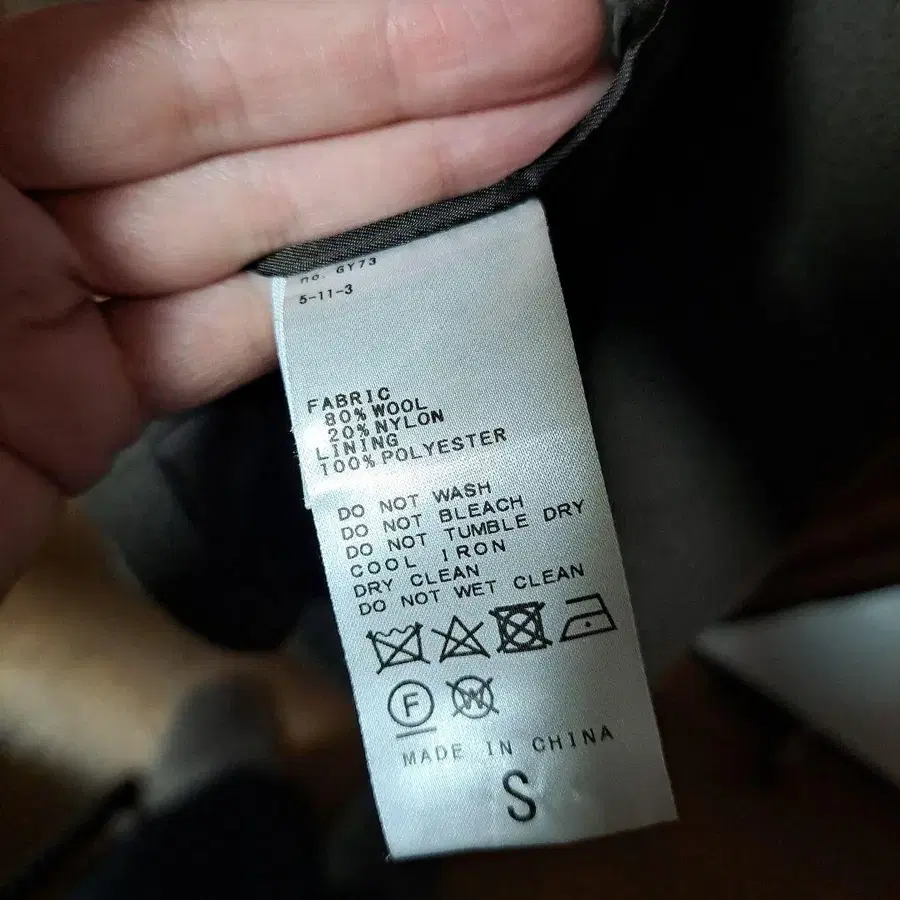 no. GY73
5-11-3
FABRIC
80% WOOL
20% NYLON
LINING
100% POLYESTER
DO NOT WASH
DO NOT BLEACH
DO NOT TUMBLE DRY
COOL IRON
DRY CLEAN
DO NOT WET CLEAN
F W
MADE IN CHINA
S